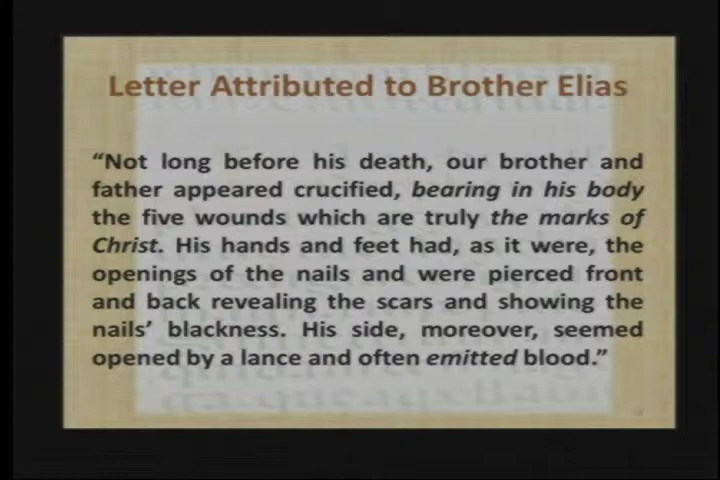 Letter Attributed to Brother Elias
“Not long before his death, our brother and
father appeared crucified, bearing in his body
the five wounds which are truly the marks of
Christ. His hands and feet had, as it were, the
openings of the nails and were pierced front
and back revealing the scars and showing the
nails’ blackness. His side, moreover, seemed
opened by a lance and often emitted blood.”